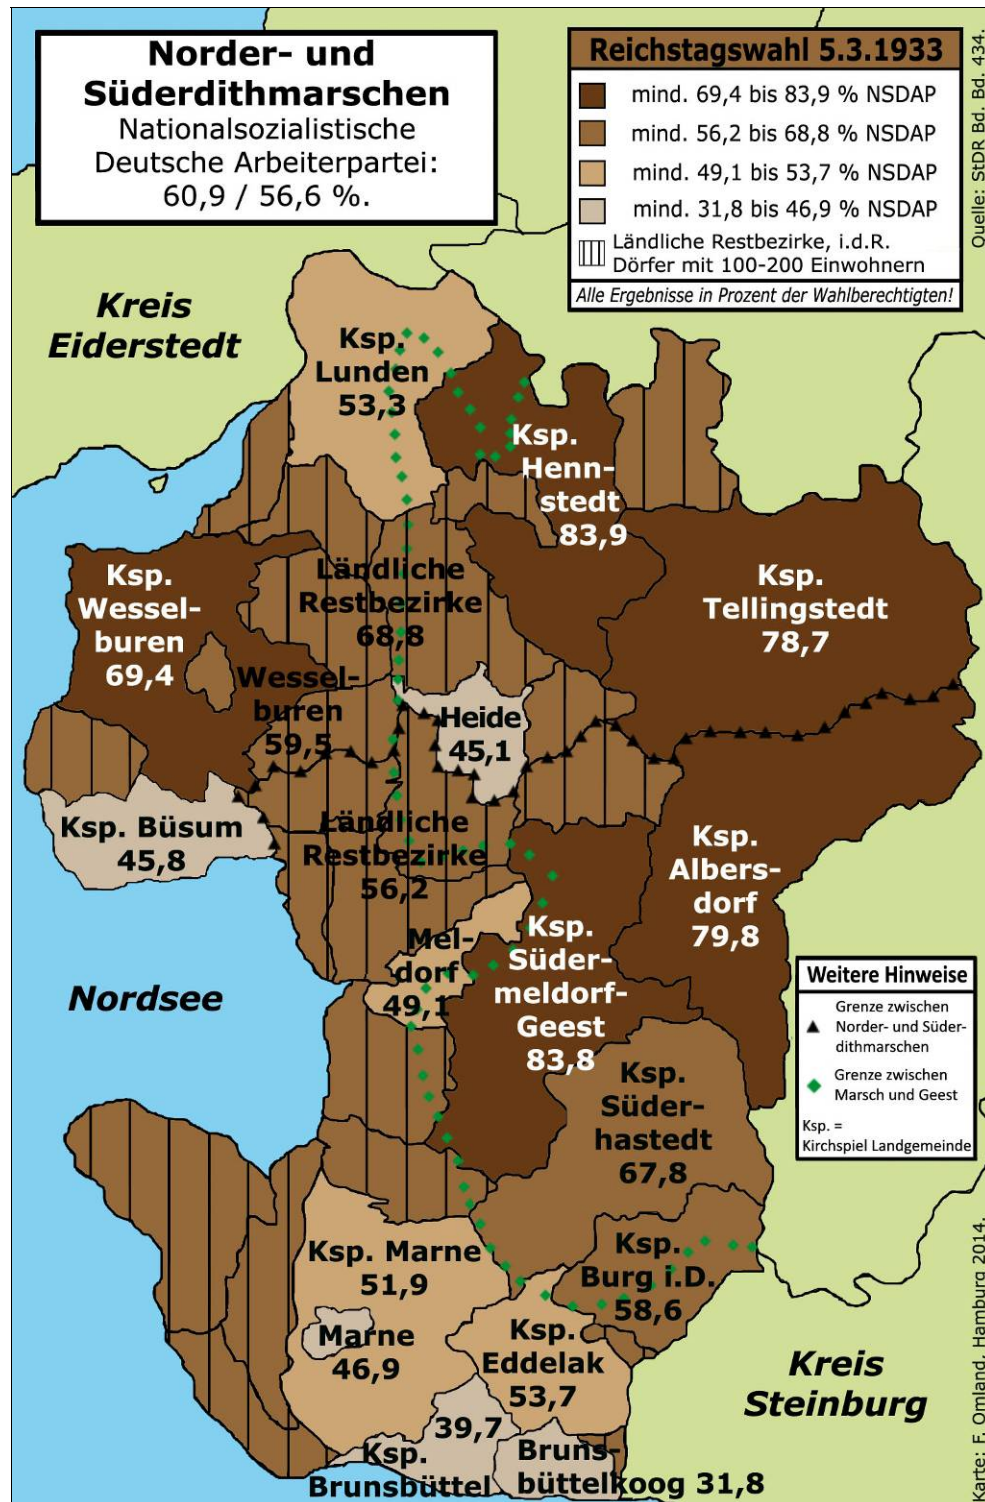 Norder- und
Süderdithmarschen
Nationalsozialistische
Deutsche Arbeiterpartei:
60,9 / 56,6 %.
Reichstagswahl 5.3.1933
mind. 69,4 bis 83,9 % NSDAP
mind. 56,2 bis 68,8 % NSDAP
mind. 49,1 bis 53,7 % NSDAP
mind. 31,8 bis 46,9 % NSDAP
Ländliche Restbezirke, i.d.R.
Dörfer mit 100-200 Einwohnern
Alle Ergebnisse in Prozent der Wahlberechtigten!
Quelle: StDR Bd. Bd. 434.
Kreis
Eiderstedt
Ksp.
Lunden
53,3
Ksp.
Henn-
stedt
83,9
Ksp.
Wessel-
buren
69,4
Ländliche
Restbezirke
68,8
Ksp.
Tellingstedt
78,7
Wessel-
buren
59,5
Heide
45,1
Ksp. Büsum
45,8
Ländliche
Restbezirke
56,2
Ksp.
Albers-
dorf
79,8
Mel-
dorf
49,1
Ksp.
Süder-
meldorf-
Geest
83,8
Nordsee
Weitere Hinweise
Grenze zwischen
Norder- und Süder-
dithmarschen
Grenze zwischen
Marsch und Geest
Ksp. =
Kirchspiel Landgemeinde
Ksp.
Süder-
hastedt
67,8
Ksp. Marne
51,9
Ksp.
Burg i.D.
58,6
Marne
46,9
Ksp.
Eddelak
53,7
Kreis
Steinburg
39,7
Ksp.
Brunsbüttel
Bruns-
büttelkoog 31,8
Karte: F. Omland, Hamburg 2014.